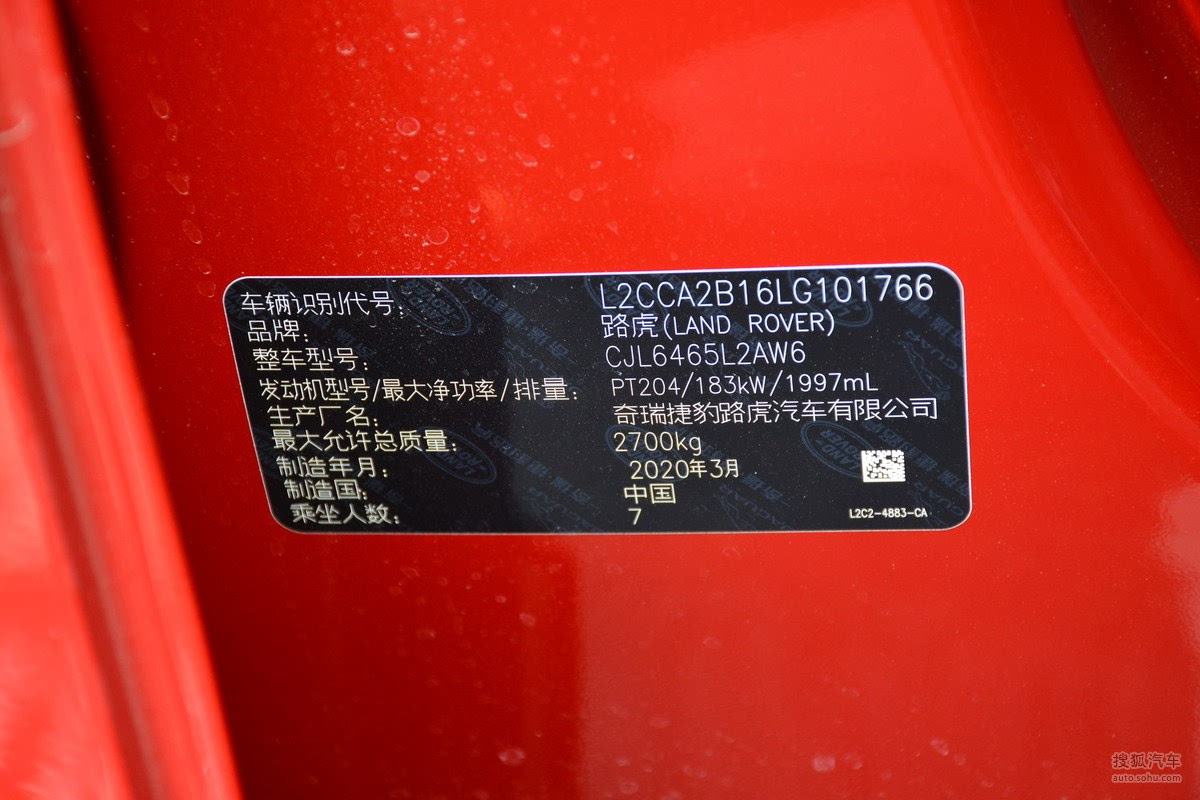 车辆识别代号: L2CCA2B16LG101766
品牌: 路虎(LAND ROVER)
整车型号: CJL6465L2AW6
发动机型号/最大净功率/排量: PT204/183kW/1997mL
生产厂名: 奇瑞捷豹路虎汽车有限公司
最大允许总质量: 2700kg
制造年月: 2020年3月
制造国: 中国
乘坐人数: 7
L2C2-4883-CA
搜狐汽车
auto.sohu.com